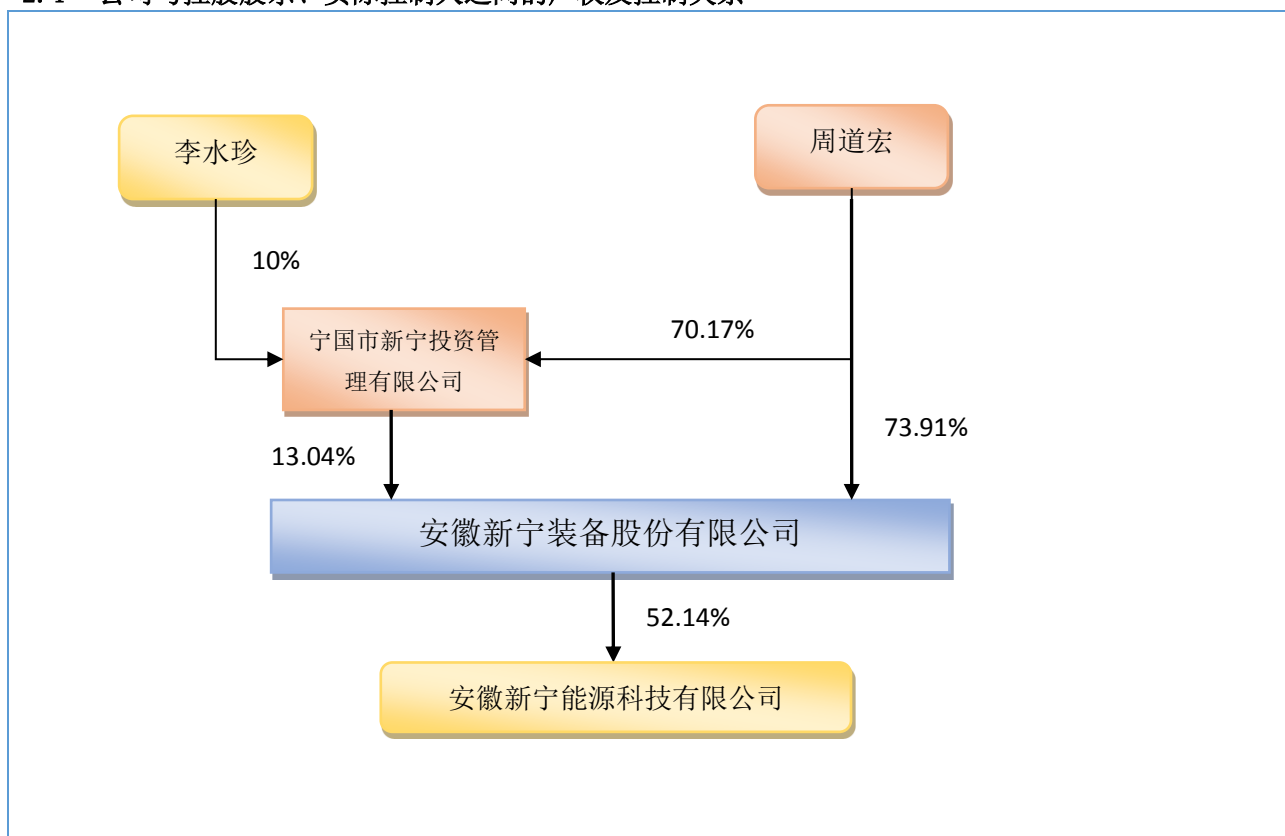 李水珍
周道宏
10%
宁国市新宁投资管
理有限公司
70.17%
73.91%
13.04%
安徽新宁装备股份有限公司
52.14%
安徽新宁能源科技有限公司